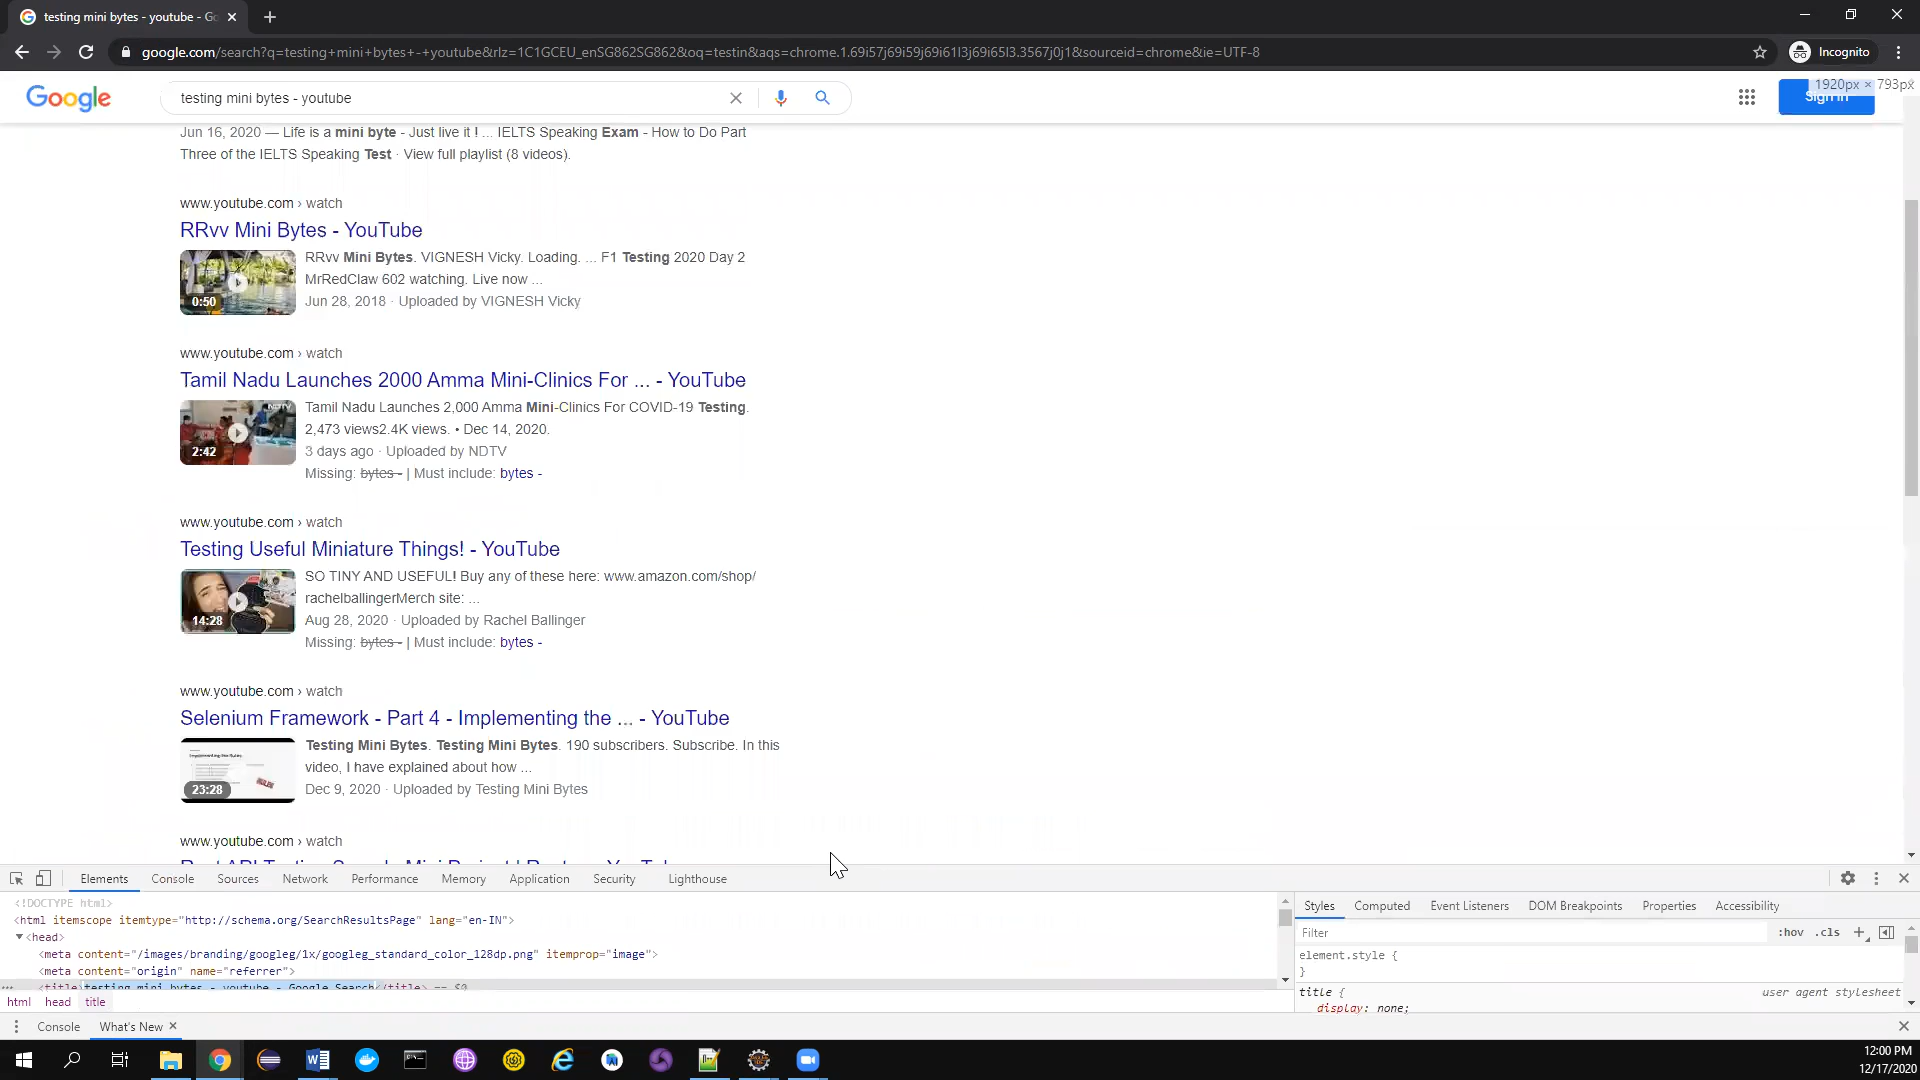 testing mini bytes - youtube - Go
google.com/search?q=testing+mini+bytes+-+youtube&rlz=1C1GCEU_enSG862SG862&oq=testin&aqs=chrome.1.69i57j69i59j69i61l3j69i65l3.3567j0j1&sourceid=chrome&ie=UTF-8
Incognito
Google
testing mini bytes - youtube
Sign in
1920px × 793px
Jun 16, 2020 — Life is a mini byte - Just live it ! ... IELTS Speaking Exam - How to Do Part
Three of the IELTS Speaking Test · View full playlist (8 videos).
www.youtube.com › watch
RRvv Mini Bytes - YouTube
RRvv Mini Bytes. VIGNESH Vicky. Loading. ... F1 Testing 2020 Day 2
MrRedClaw 602 watching. Live now ...
0:50
Jun 28, 2018 · Uploaded by VIGNESH Vicky
www.youtube.com › watch
Tamil Nadu Launches 2000 Amma Mini-Clinics For ... - YouTube
NDTV
Tamil Nadu Launches 2,000 Amma Mini-Clinics For COVID-19 Testing.
2,473 views2.4K views. • Dec 14, 2020.
2:42
3 days ago · Uploaded by NDTV
Missing: bytes - | Must include: bytes -
www.youtube.com › watch
Testing Useful Miniature Things! - YouTube
SO TINY AND USEFUL! Buy any of these here: www.amazon.com/shop/
rachelballingerMerch site: ...
14:28
Aug 28, 2020 · Uploaded by Rachel Ballinger
Missing: bytes - | Must include: bytes -
www.youtube.com › watch
Selenium Framework - Part 4 - Implementing the ... - YouTube
Testing Mini Bytes. Testing Mini Bytes. 190 subscribers. Subscribe. In this
video, I have explained about how ...
23:28
Dec 9, 2020 · Uploaded by Testing Mini Bytes
www.youtube.com › watch
Elements Console Sources Network Performance Memory Application Security Lighthouse
<!DOCTYPE html>
<html itemscope itemtype="http://schema.org/SearchResultsPage" lang="en-IN">
<head>
<meta content="/images/branding/googleg/1x/googleg_standard_color_128dp.png" itemprop="image">
<meta content="origin" name="referrer">
<title>testing mini bytes - youtube - Google Search</title> == $0
html head title
Styles Computed Event Listeners DOM Breakpoints Properties Accessibility
Filter
:hov .cls
element.style {
}
title {
user agent stylesheet
display: none;
Console What's New
12:00 PM
12/17/2020